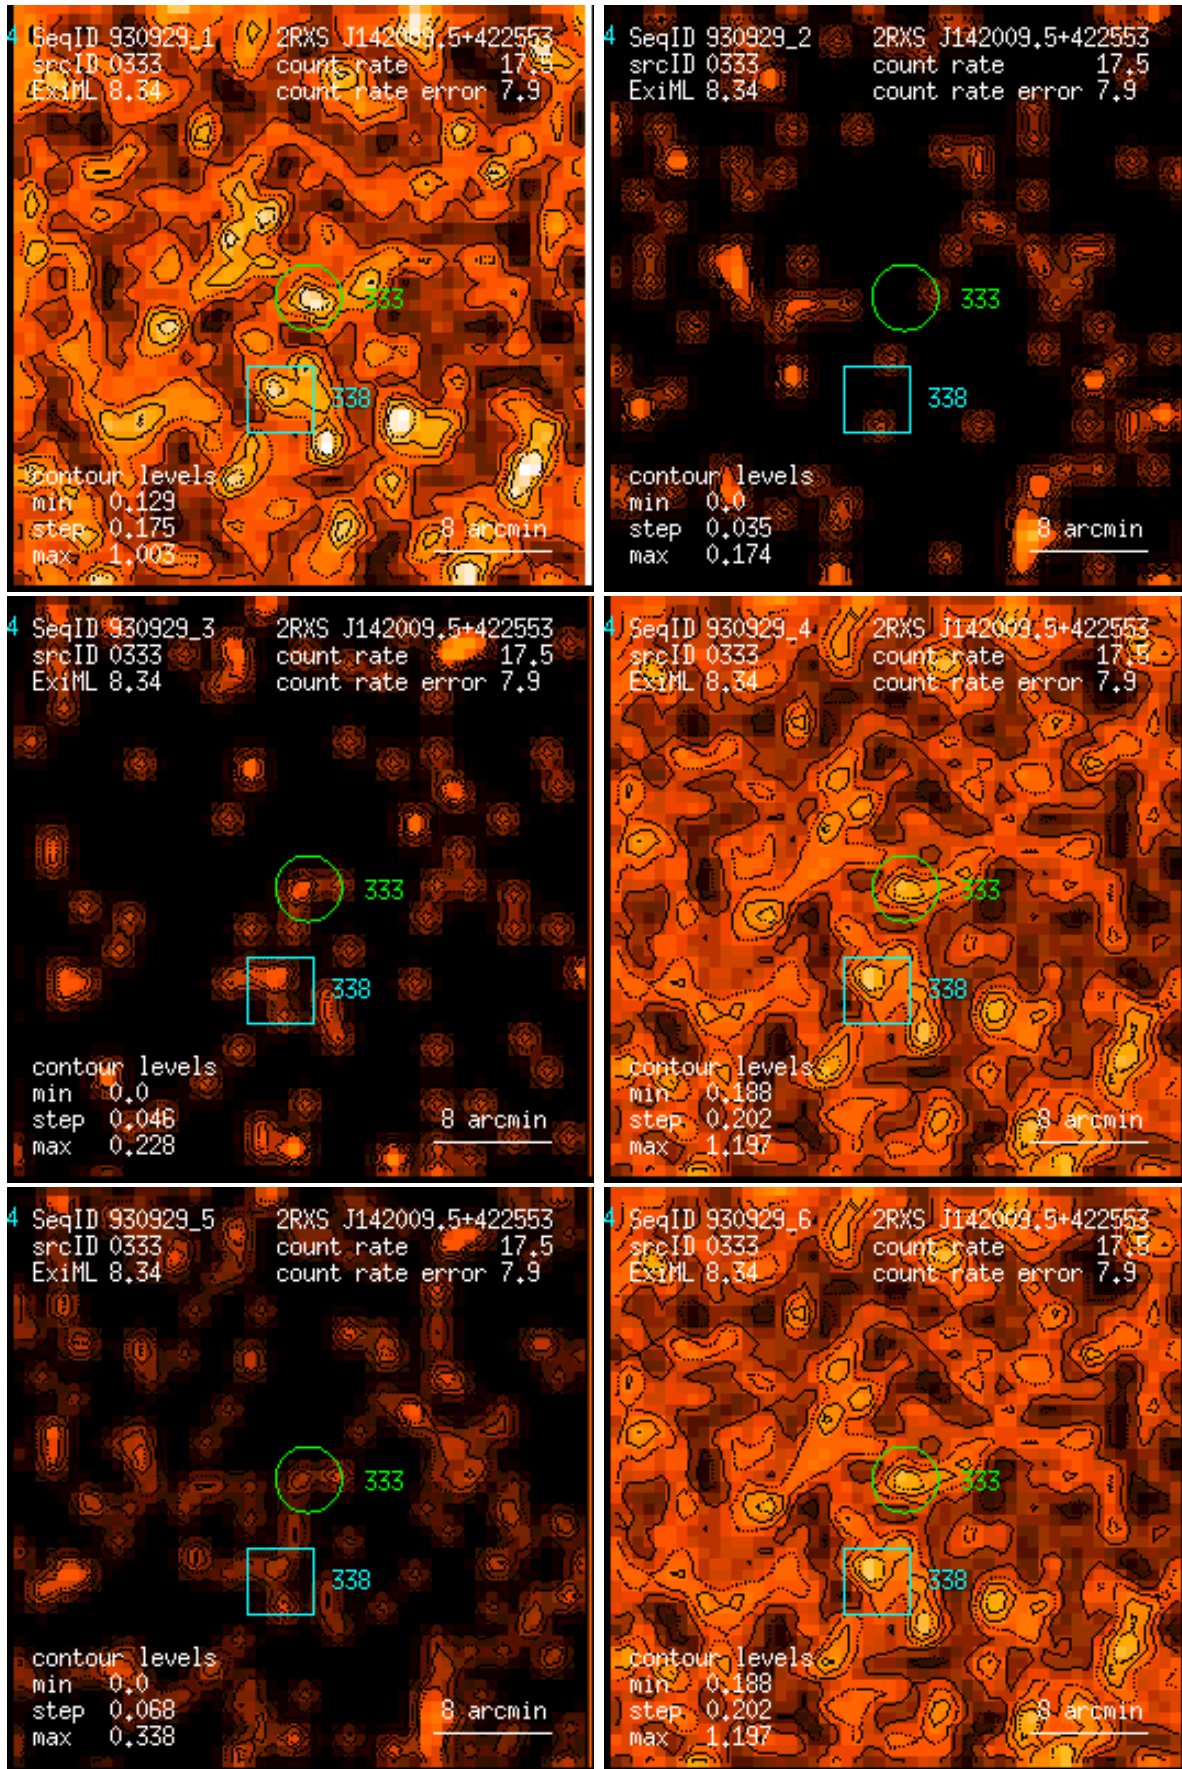 4 SeqID 930929_1 2RXS J142009.5+422553
srcID 0333 count rate 17.5
ExiML 8.34 count rate error 7.9
333
338
contour levels
min 0.129
step 0.175 8 arcmin
max 1.003
4 SeqID 930929_2 2RXS J142009.5+422553
srcID 0333 count rate 17.5
ExiML 8.34 count rate error 7.9
333
338
contour levels
min 0.0
step 0.035 8 arcmin
max 0.174
4 SeqID 930929_3 2RXS J142009.5+422553
srcID 0333 count rate 17.5
ExiML 8.34 count rate error 7.9
333
338
contour levels
min 0.0
step 0.046 8 arcmin
max 0.228
4 SeqID 930929_4 2RXS J142009.5+422553
srcID 0333 count rate 17.5
ExiML 8.34 count rate error 7.9
333
338
contour levels
min 0.188
step 0.202 8 arcmin
max 1.197
4 SeqID 930929_5 2RXS J142009.5+422553
srcID 0333 count rate 17.5
ExiML 8.34 count rate error 7.9
333
338
contour levels
min 0.0
step 0.068 8 arcmin
max 0.338
4 SeqID 930929_6 2RXS J142009.5+422553
srcID 0333 count rate 17.5
ExiML 8.34 count rate error 7.9
333
338
contour levels
min 0.188
step 0.202 8 arcmin
max 1.197